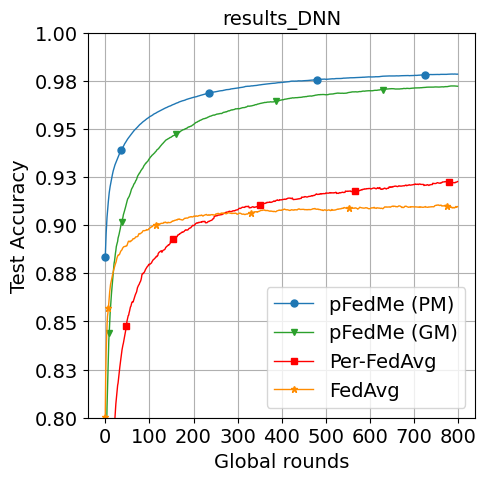 results_DNN
1.00
0.98
0.95
0.93
0.90
0.88
0.85
0.83
0.80
Test Accuracy
pFedMe (PM)
pFedMe (GM)
Per-FedAvg
FedAvg
0 100 200 300 400 500 600 700 800
Global rounds